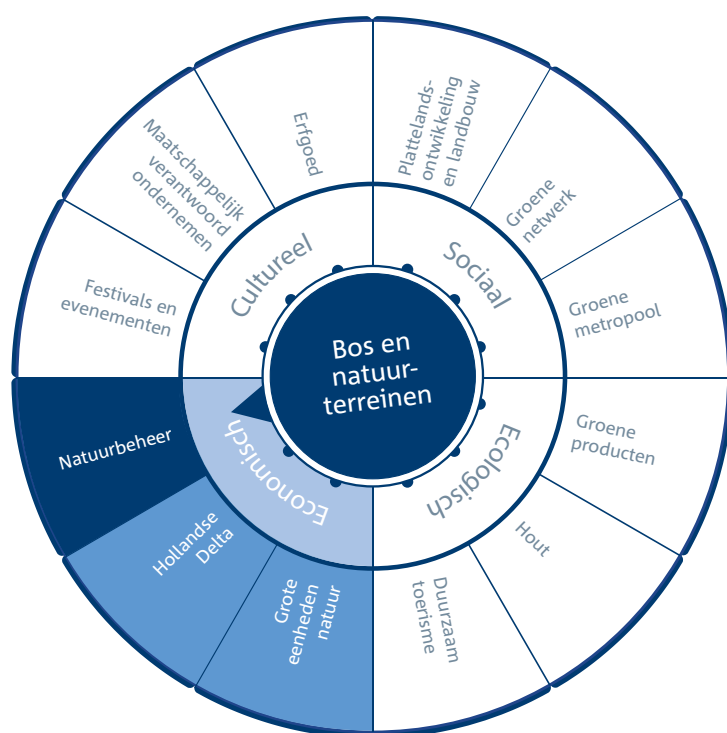 Plattelands-
ontwikkeling
en landbouw
Groene
netwerk
Groene
metropool
Groene
producten
Hout
Duurzaam
toerisme
Grote
eenheden
natuur
Hollandse
Delta
Natuurbeheer
Festivals en
evenementen
Maatschappelijk
verantwoord
ondernemen
Erfgoed
Cultureel
Sociaal
Ecologisch
Economisch
Bos en
natuur-
terreinen